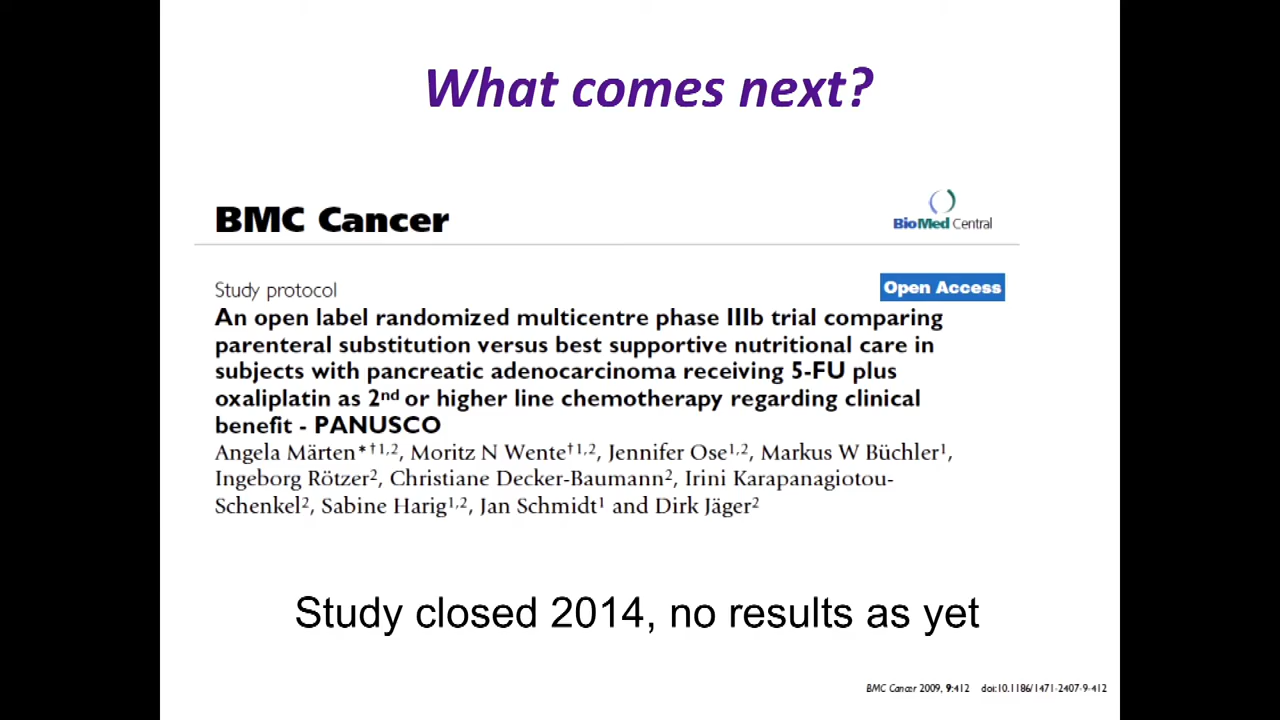 What comes next?
BMC Cancer
BioMed Central
Study protocol
Open Access
An open label randomized multicentre phase IIIb trial comparing
parenteral substitution versus best supportive nutritional care in
subjects with pancreatic adenocarcinoma receiving 5-FU plus
oxaliplatin as 2nd or higher line chemotherapy regarding clinical
benefit - PANUSCO
Angela Märten*†1,2, Moritz N Wente†1,2, Jennifer Ose1,2, Markus W Büchler1,
Ingeborg Rötzer2, Christiane Decker-Baumann2, Irini Karapanagiotou-
Schenkel2, Sabine Harig1,2, Jan Schmidt1 and Dirk Jäger2
Study closed 2014, no results as yet
BMC Cancer 2009, 9:412 doi:10.1186/1471-2407-9-412